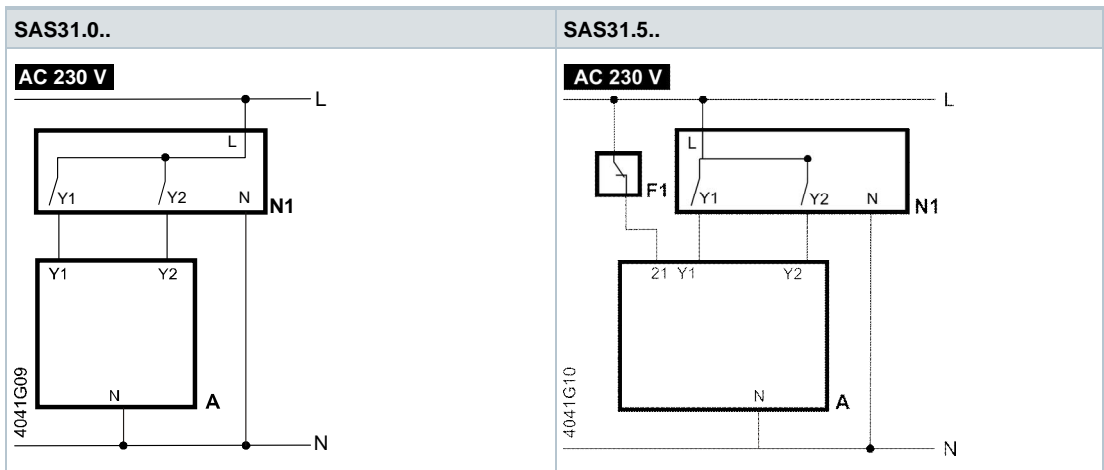 SAS31.0..
SAS31.5..
AC 230 V
L
L
Y1
Y2
N
N1
Y1
Y2
N
A
N
4041G09
AC 230 V
L
F1
L
Y1
Y2
N
N1
21 Y1
Y2
N
A
N
4041G10